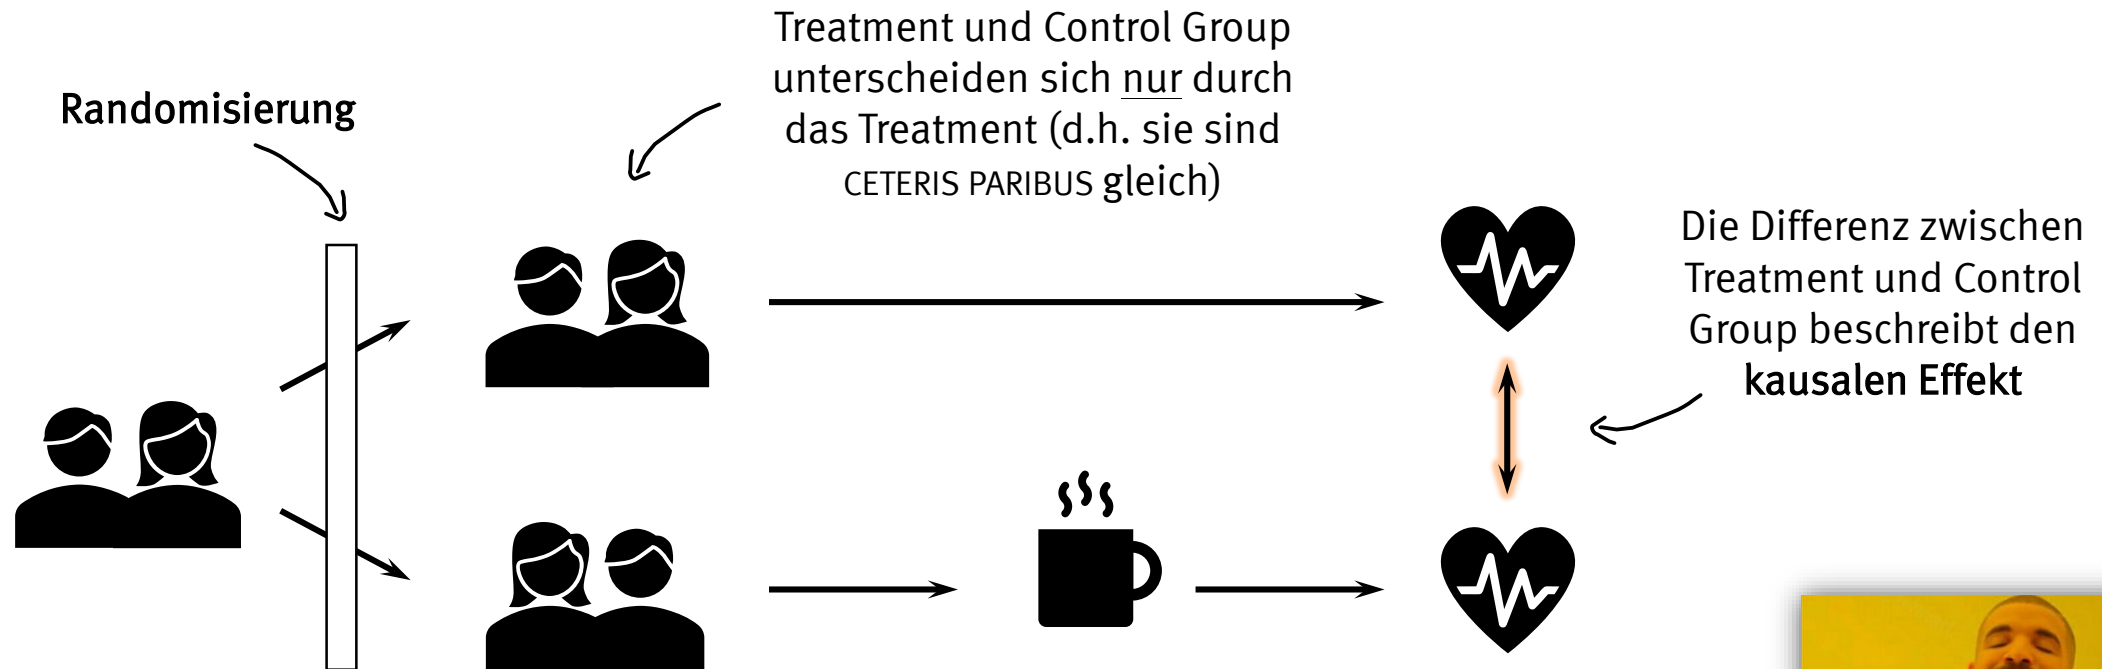 Randomisierung
Treatment und Control Group
unterscheiden sich nur durch
das Treatment (d.h. sie sind
CETERIS PARIBUS gleich)
Die Differenz zwischen
Treatment und Control
Group beschreibt den
kausalen Effekt